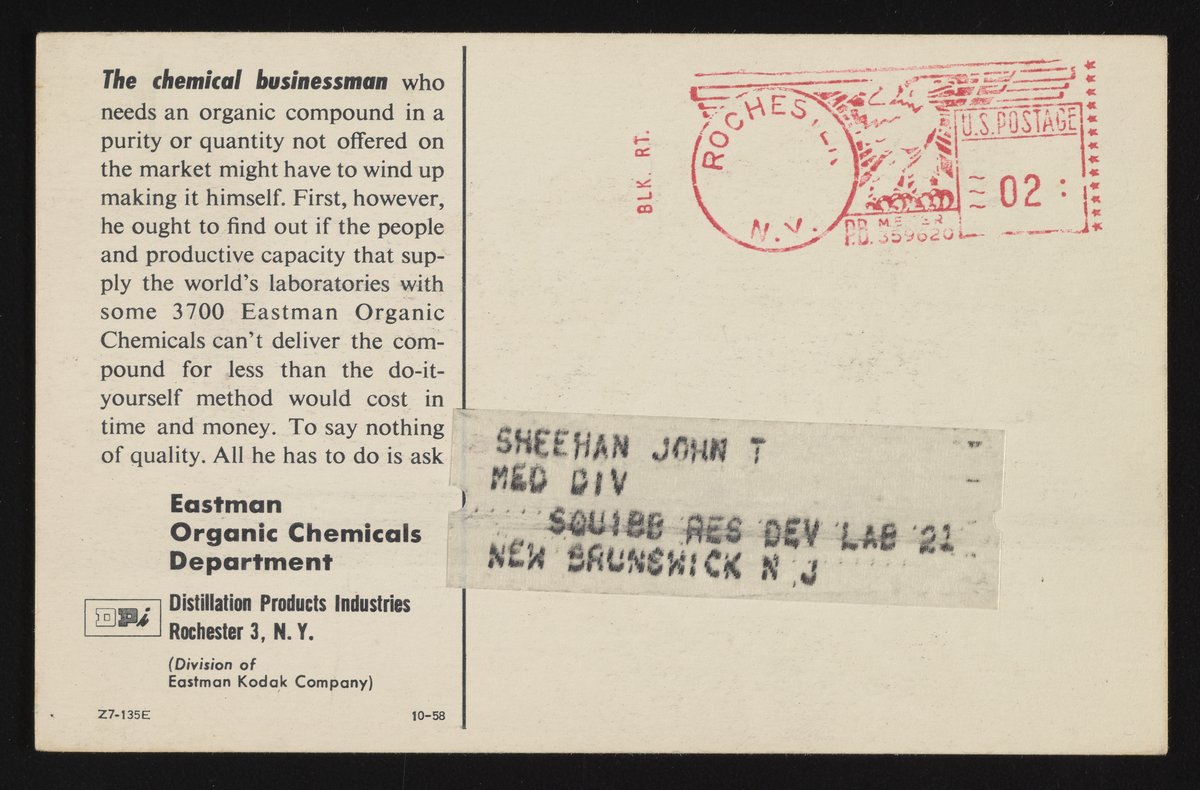 The chemical businessman who
needs an organic compound in a
purity or quantity not offered on
the market might have to wind up
making it himself. First, however,
he ought to find out if the people
and productive capacity that sup-
ply the world's laboratories with
some 3700 Eastman Organic
Chemicals can't deliver the com-
pound for less than the do-it-
yourself method would cost in
time and money. To say nothing
of quality. All he has to do is ask
Eastman
Organic Chemicals
Department
DPi
Distillation Products Industries
Rochester 3, N. Y.
(Division of
Eastman Kodak Company)
Z7-135E
10-58
BLK. RT.
ROCHESTER
N.Y.
P.B. METER
359620
U.S. POSTAGE
02
SHEEHAN JOHN T
MED DIV
SQUIBB RES DEV LAB 21
NEW BRUNSWICK N J